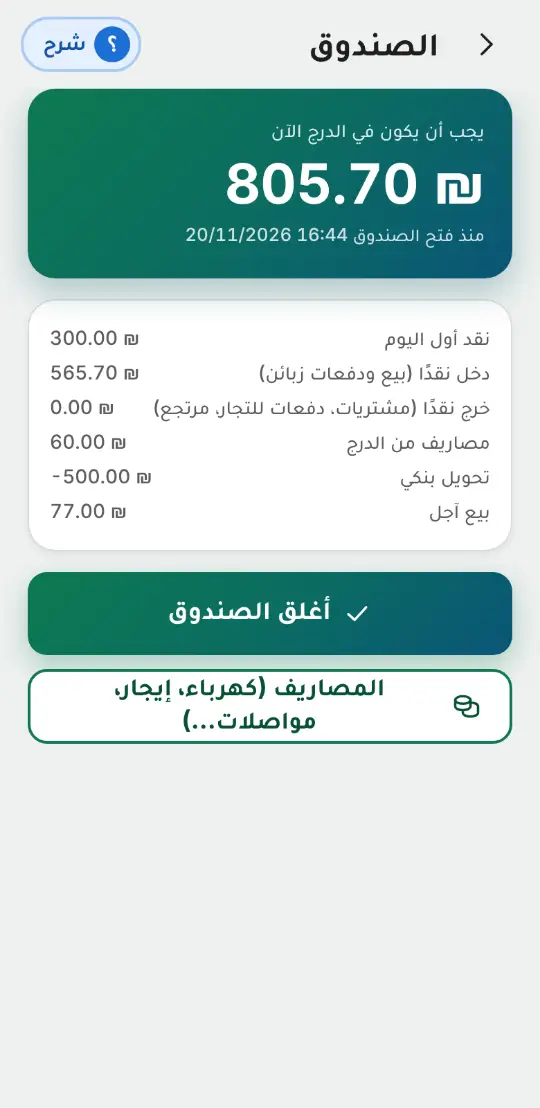 الصندوق
؟ شرح
يجب أن يكون في الدرج الآن
₪ 805.70
منذ فتح الصندوق 16:44 20/11/2026
نقد أول اليوم 300.00 ₪
دخل نقدًا (بيع ودفعات زبائن) 565.70 ₪
خرج نقدًا (مشتريات، دفعات للتجار، مرتجع) 0.00 ₪
مصاريف من الدرج 60.00 ₪
تحويل بنكي -500.00 ₪
بيع آجل 77.00 ₪
أغلق الصندوق
المصاريف (كهرباء، إيجار،
مواصلات...)